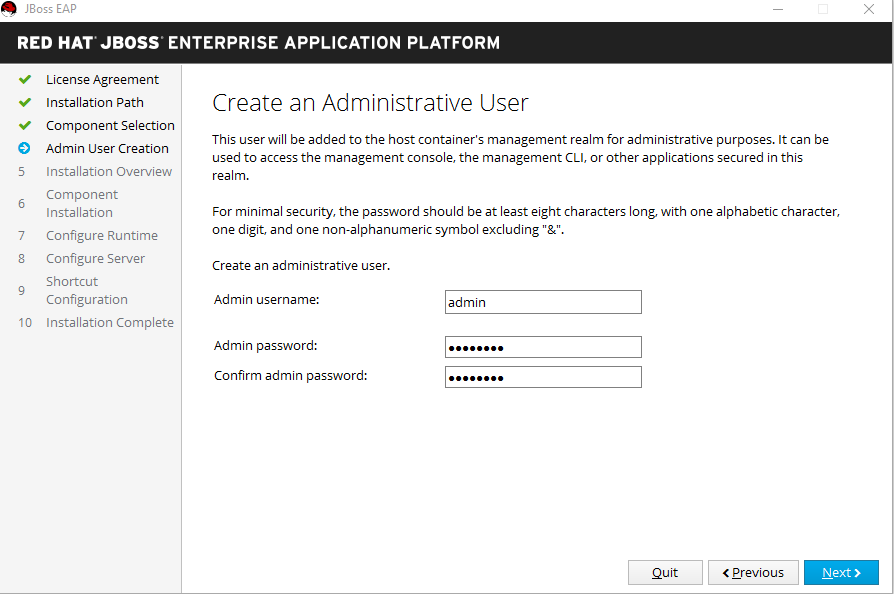 JBoss EAP
RED HAT® JBOSS® ENTERPRISE APPLICATION PLATFORM
License Agreement
Installation Path
Component Selection
Admin User Creation
5 Installation Overview
6 Component
Installation
7 Configure Runtime
8 Configure Server
9 Shortcut
Configuration
10 Installation Complete
Create an Administrative User
This user will be added to the host container's management realm for administrative purposes. It can be
used to access the management console, the management CLI, or other applications secured in this
realm.
For minimal security, the password should be at least eight characters long, with one alphabetic character,
one digit, and one non-alphanumeric symbol excluding "&".
Create an administrative user.
Admin username: admin
Admin password: ●●●●●●●●
Confirm admin password: ●●●●●●●●
Quit Previous Next